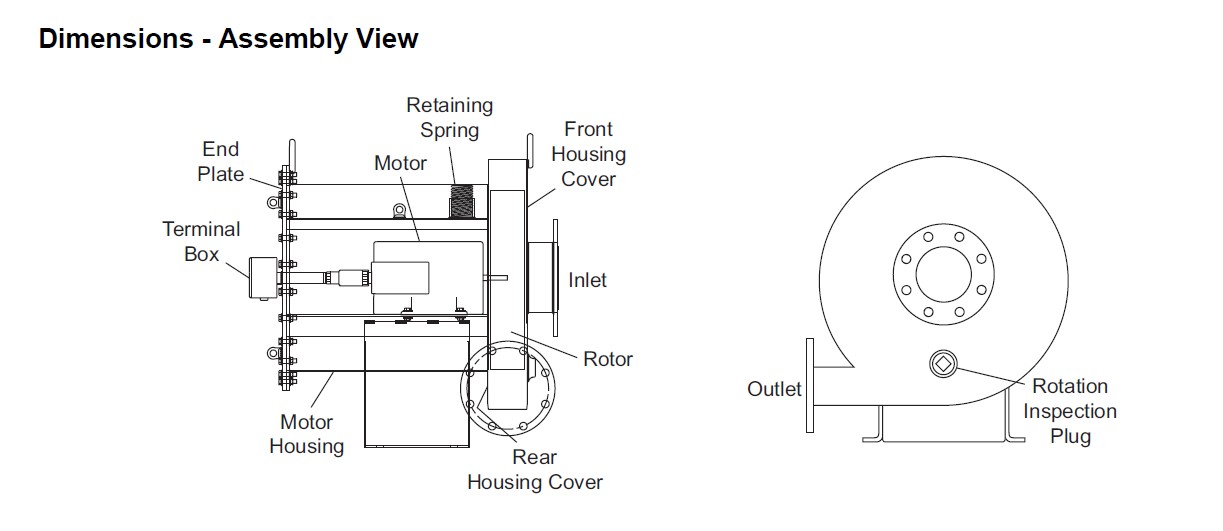 Dimensions - Assembly View
Retaining
Spring
Front
Housing
Cover
End
Plate
Motor
Terminal
Box
Inlet
Rotor
Motor
Housing
Rear
Housing Cover
Outlet
Rotation
Inspection
Plug